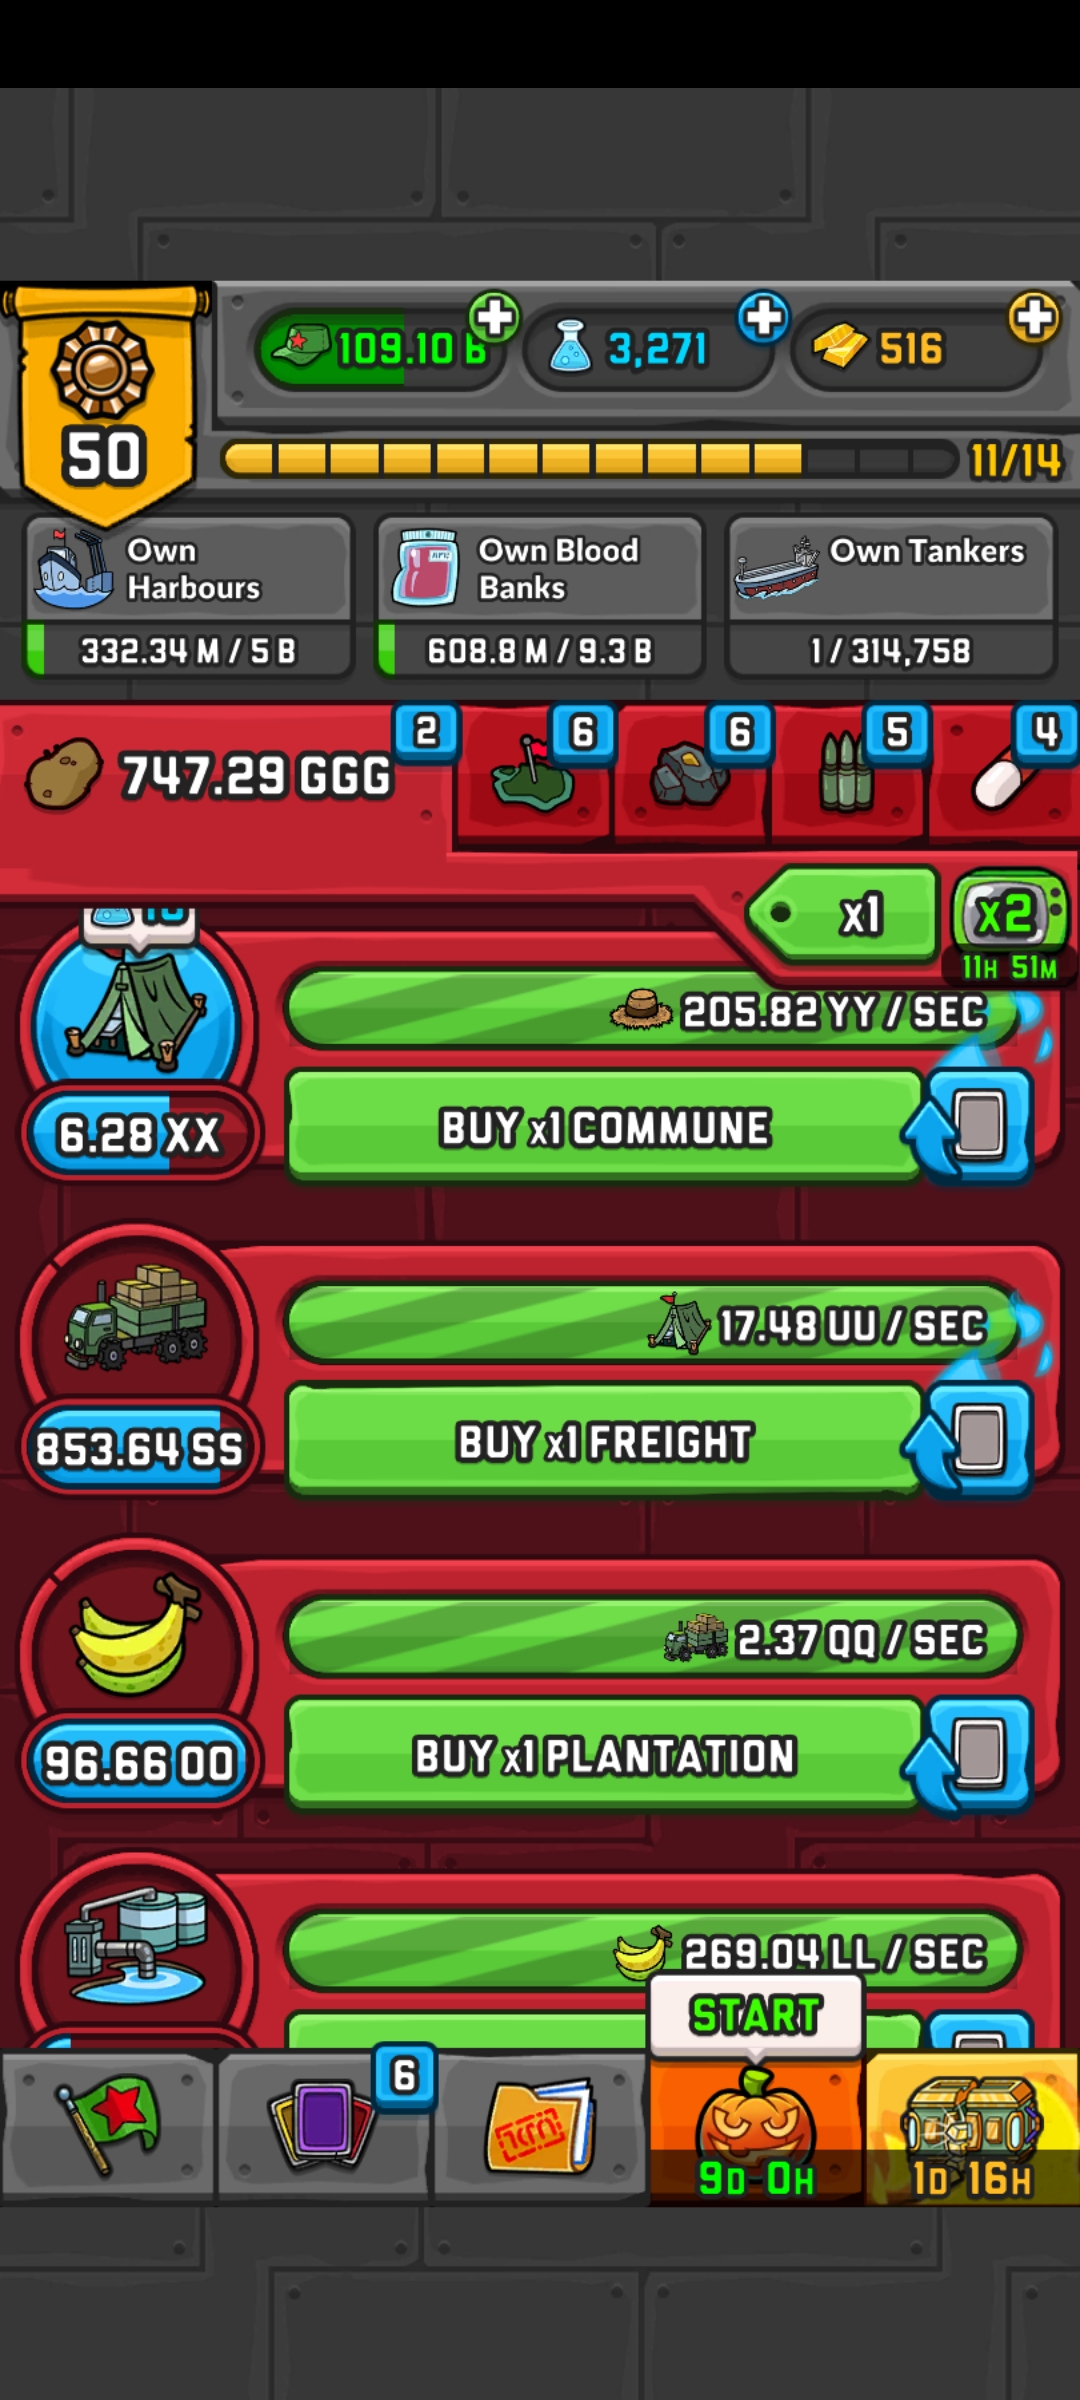 109.10 B
3,271
516
50
11/14
Own Harbours
332.34 M / 5 B
Own Blood Banks
608.8 M / 9.3 B
Own Tankers
1 / 314,758
747.29 GGG
2
6
6
5
4
x1
x2
11H 51M
205.82 YY / SEC
6.28 XX
BUY x1 COMMUNE
17.48 UU / SEC
853.64 SS
BUY x1 FREIGHT
2.37 QQ / SEC
96.66 OO
BUY x1 PLANTATION
269.04 LL / SEC
START
6
9D 0H
1D 16H